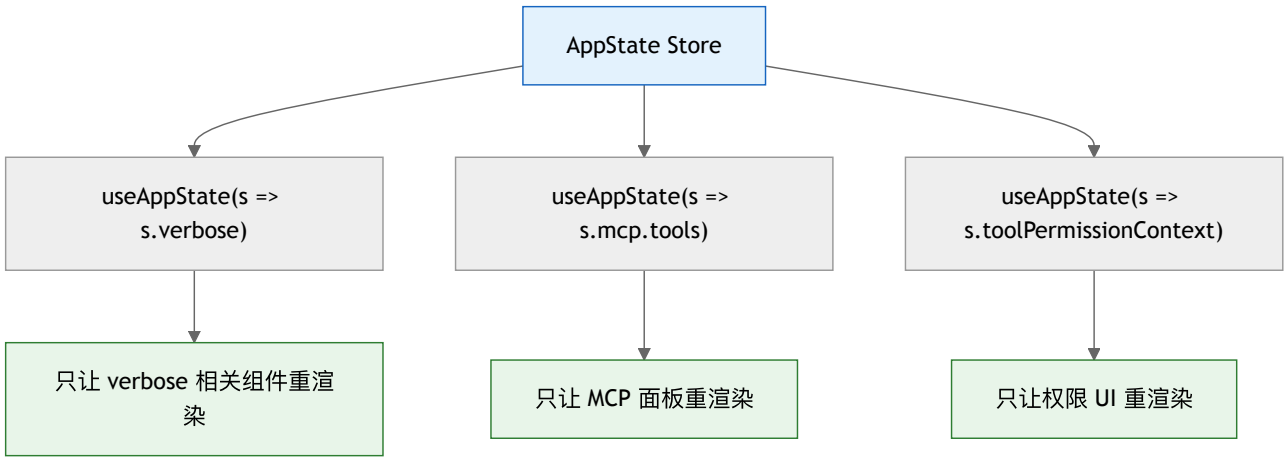 AppState Store
useAppState(s =>
s.verbose)
useAppState(s =>
s.mcp.tools)
useAppState(s =>
s.toolPermissionContext)
只让 verbose 相关组件重渲
染
只让 MCP 面板重渲染
只让权限 UI 重渲染